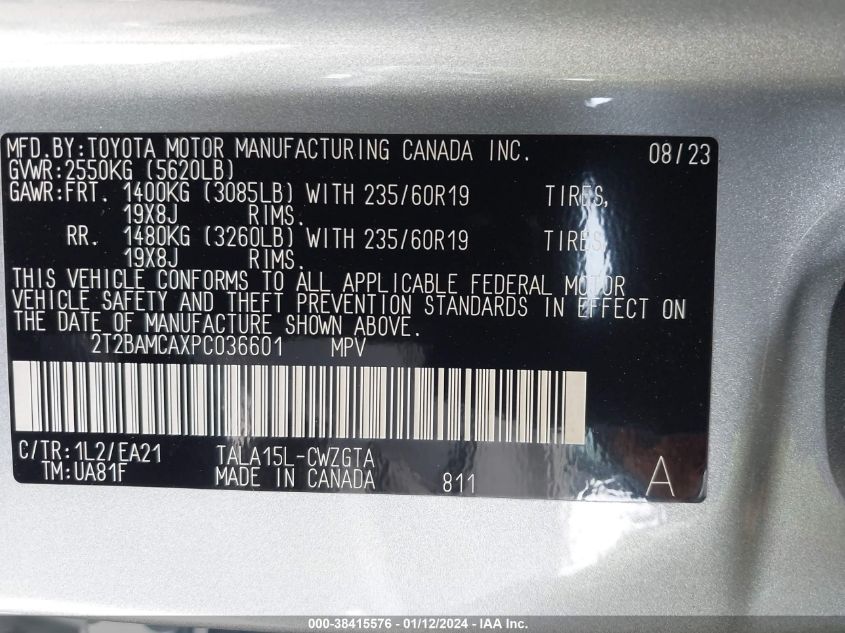 MFD.BY:TOYOTA MOTOR MANUFACTURING CANADA INC. 08/23
GVWR:2550KG (5620LB)
GAWR:FRT. 1400KG (3085LB) WITH 235/60R19 TIRES,
19X8J RIMS.
RR. 1480KG (3260LB) WITH 235/60R19 TIRES,
19X8J RIMS.
THIS VEHICLE CONFORMS TO ALL APPLICABLE FEDERAL MOTOR
VEHICLE SAFETY AND THEFT PREVENTION STANDARDS IN EFFECT ON
THE DATE OF MANUFACTURE SHOWN ABOVE.
2T2BAMCAXPC036601 MPV
C/TR:1L2/EA21 TALA15L-CWZGTA
TM:UA81F MADE IN CANADA 811 A
000-38415576 - 01/12/2024 - IAA Inc.